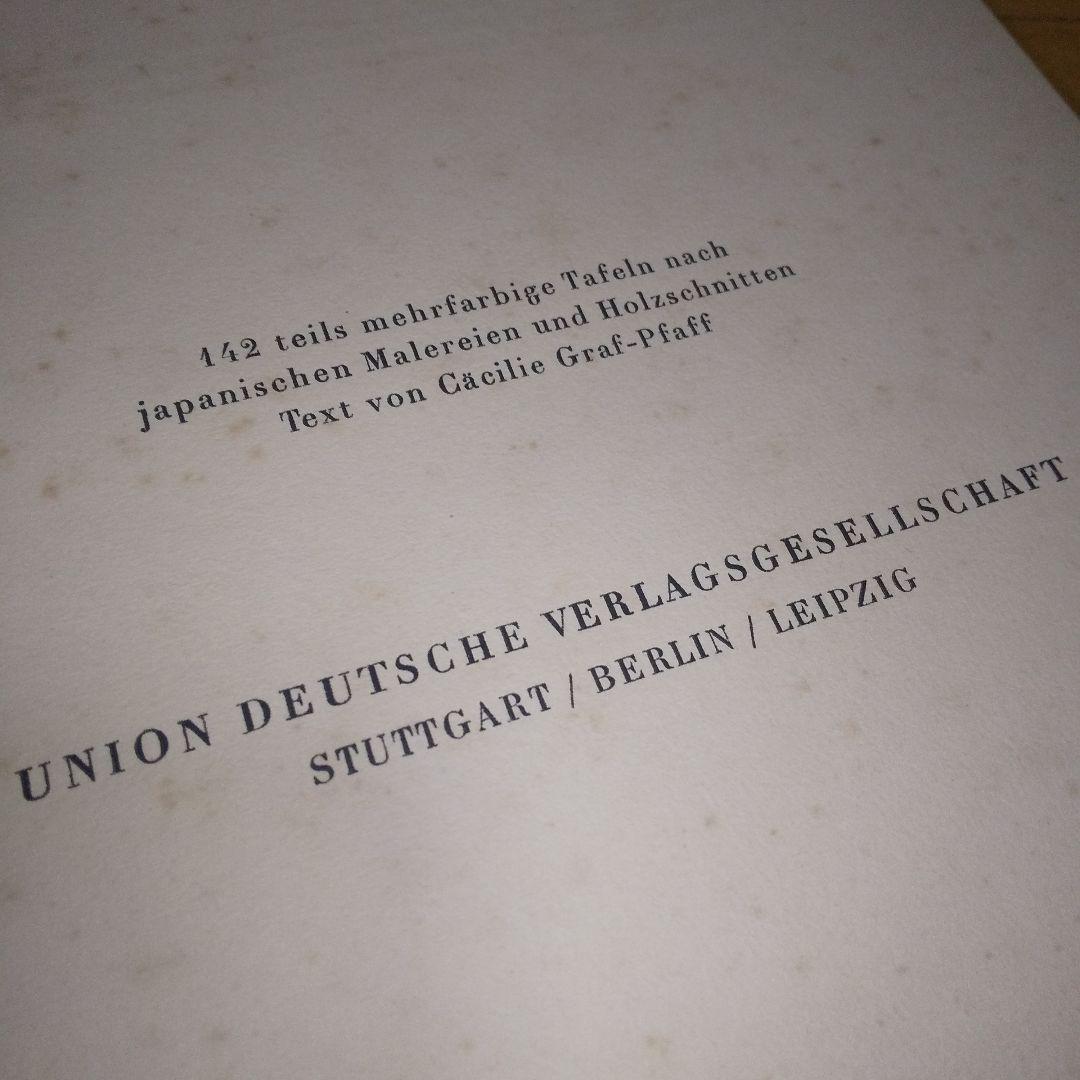 142 teils mehrfarbige Tafeln nach
japanischen Malereien und Holzschnitten
Text von Cäcilie Graf-Pfaff
UNION DEUTSCHE VERLAGSGESELLSCHAFT
STUTTGART / BERLIN / LEIPZIG